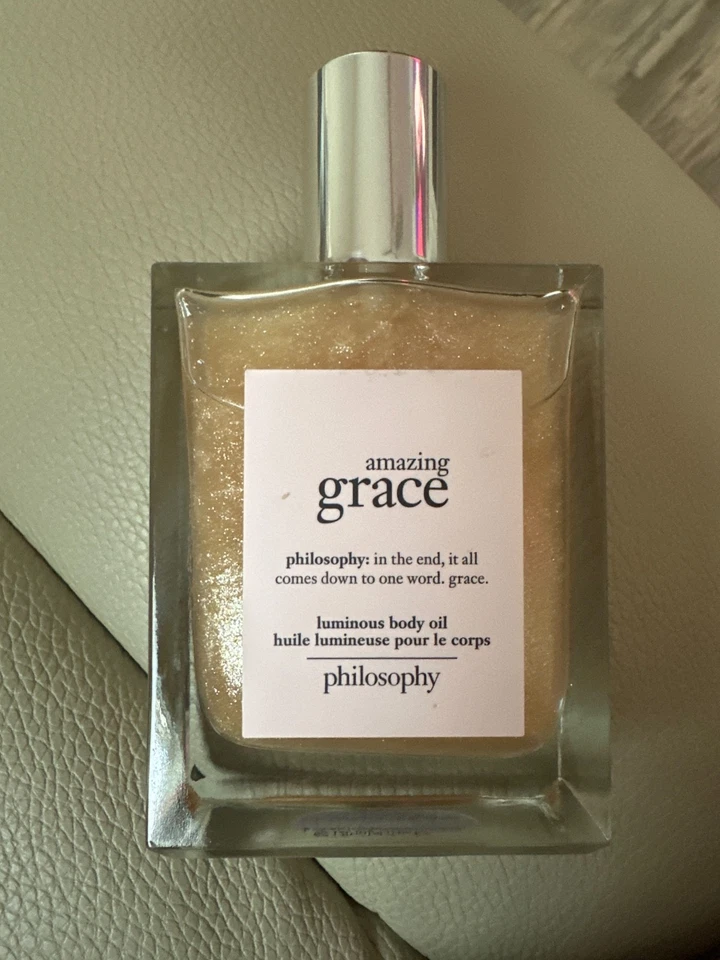 amazing
grace
philosophy: in the end, it all
comes down to one word. grace.
luminous body oil
huile lumineuse pour le corps
philosophy